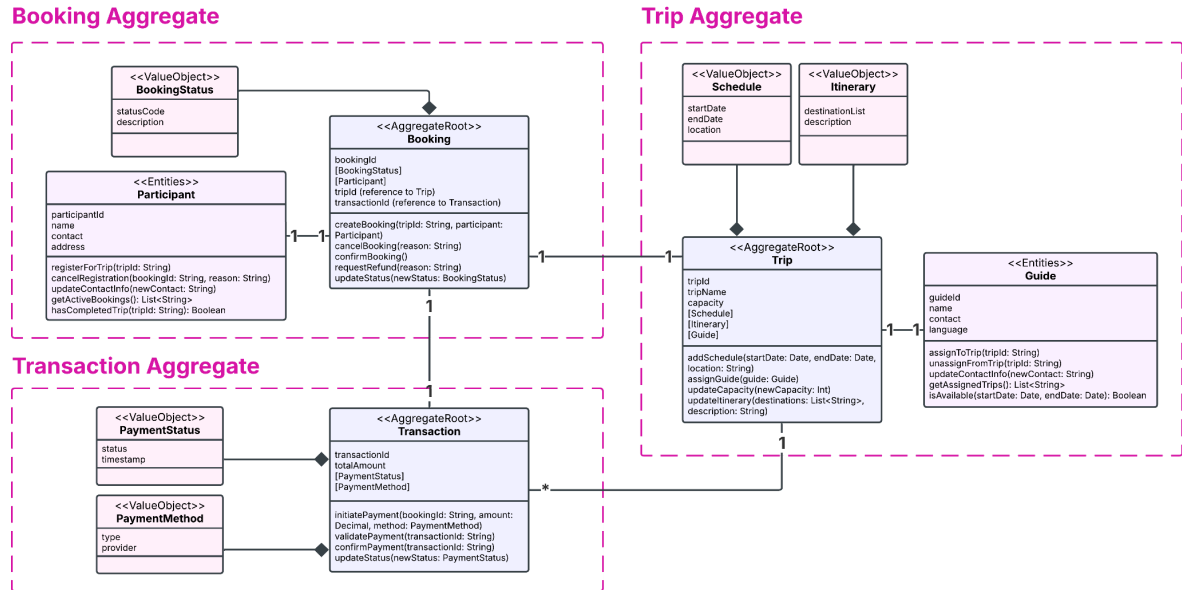 Booking Aggregate
<<ValueObject>>
BookingStatus
statusCode
description
<<AggregateRoot>>
Booking
bookingId
[BookingStatus]
[Participant]
tripId (reference to Trip)
transactionId (reference to Transaction)
createBooking(tripId: String, participant:
Participant)
cancelBooking(reason: String)
confirmBooking()
requestRefund(reason: String)
updateStatus(newStatus: BookingStatus)
<<Entities>>
Participant
participantId
name
contact
address
registerForTrip(tripId: String)
cancelRegistration(bookingId: String, reason: String)
updateContactInfo(newContact: String)
getActiveBookings(): List<String>
hasCompletedTrip(tripId: String): Boolean
1
1
1
1
1
1
Transaction Aggregate
<<ValueObject>>
PaymentStatus
status
timestamp
<<ValueObject>>
PaymentMethod
type
provider
<<AggregateRoot>>
Transaction
transactionId
totalAmount
[PaymentStatus]
[PaymentMethod]
initiatePayment(bookingId: String, amount:
Decimal, method: PaymentMethod)
validatePayment(transactionId: String)
confirmPayment(transactionId: String)
updateStatus(newStatus: PaymentStatus)
*
1
Trip Aggregate
<<ValueObject>>
Schedule
startDate
endDate
location
<<ValueObject>>
Itinerary
destinationList
description
<<AggregateRoot>>
Trip
tripId
tripName
capacity
[Schedule]
[Itinerary]
[Guide]
addSchedule(startDate: Date, endDate: Date,
location: String)
assignGuide(guide: Guide)
updateCapacity(newCapacity: Int)
updateItinerary(destinations: List<String>,
description: String)
1
1
<<Entities>>
Guide
guideId
name
contact
language
assignToTrip(tripId: String)
unassignFromTrip(tripId: String)
updateContactInfo(newContact: String)
getAssignedTrips(): List<String>
isAvailable(startDate: Date, endDate: Date): Boolean